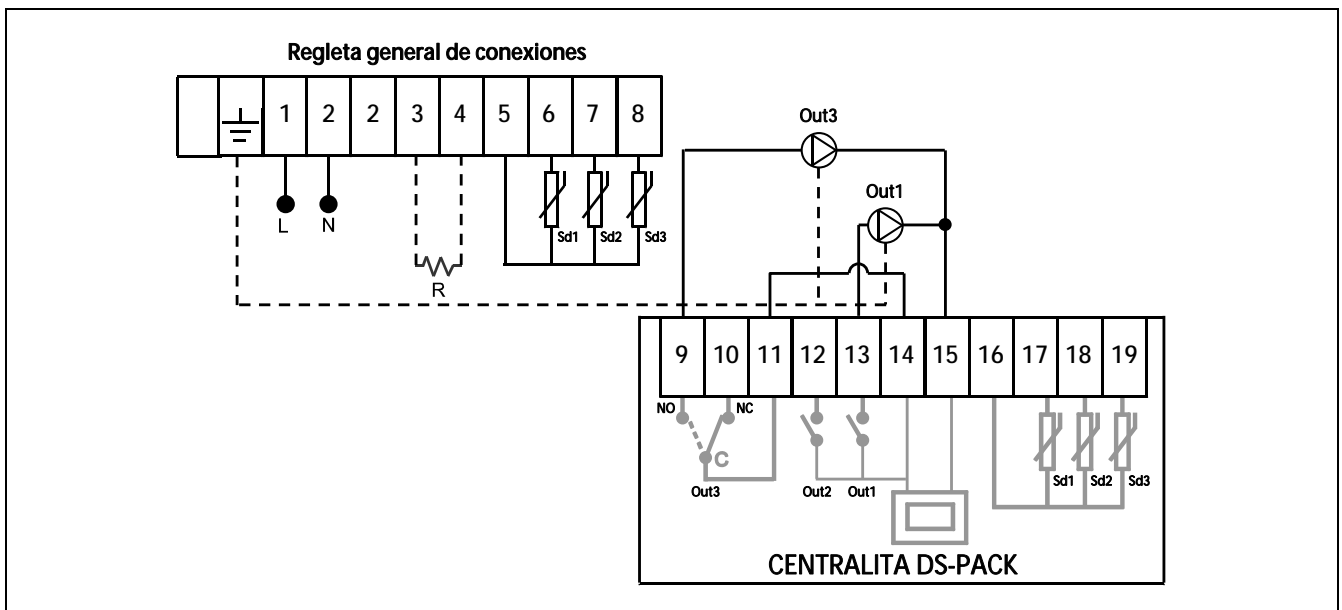 Regleta general de conexiones
1 2 2 3 4 5 6 7 8
L N
R
Sd1 Sd2 Sd3
Out3
Out1
9 10 11 12 13 14 15 16 17 18 19
NO NC
C
Out3 Out2 Out1
Sd1 Sd2 Sd3
CENTRALITA DS-PACK